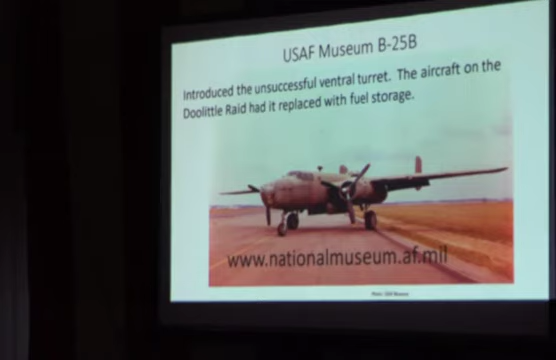 USAF Museum B-25B
Introduced the unsuccessful ventral turret. The aircraft on the
Doolittle Raid had it replaced with fuel storage.
www.nationalmuseum.af.mil